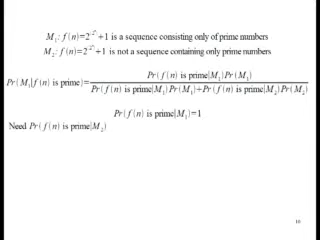 M₁: f(n)=2^{2^n}+1 is a sequence consisting only of prime numbers
M₂: f(n)=2^{2^n}+1 is not a sequence containing only prime numbers
Pr(M₁|f(n) is prime)= Pr(f(n) is prime|M₁)Pr(M₁) / Pr(f(n) is prime|M₁)Pr(M₁)+Pr(f(n) is prime|M₂)Pr(M₂)
Pr(f(n) is prime|M₁)=1
Need Pr(f(n) is prime|M₂)